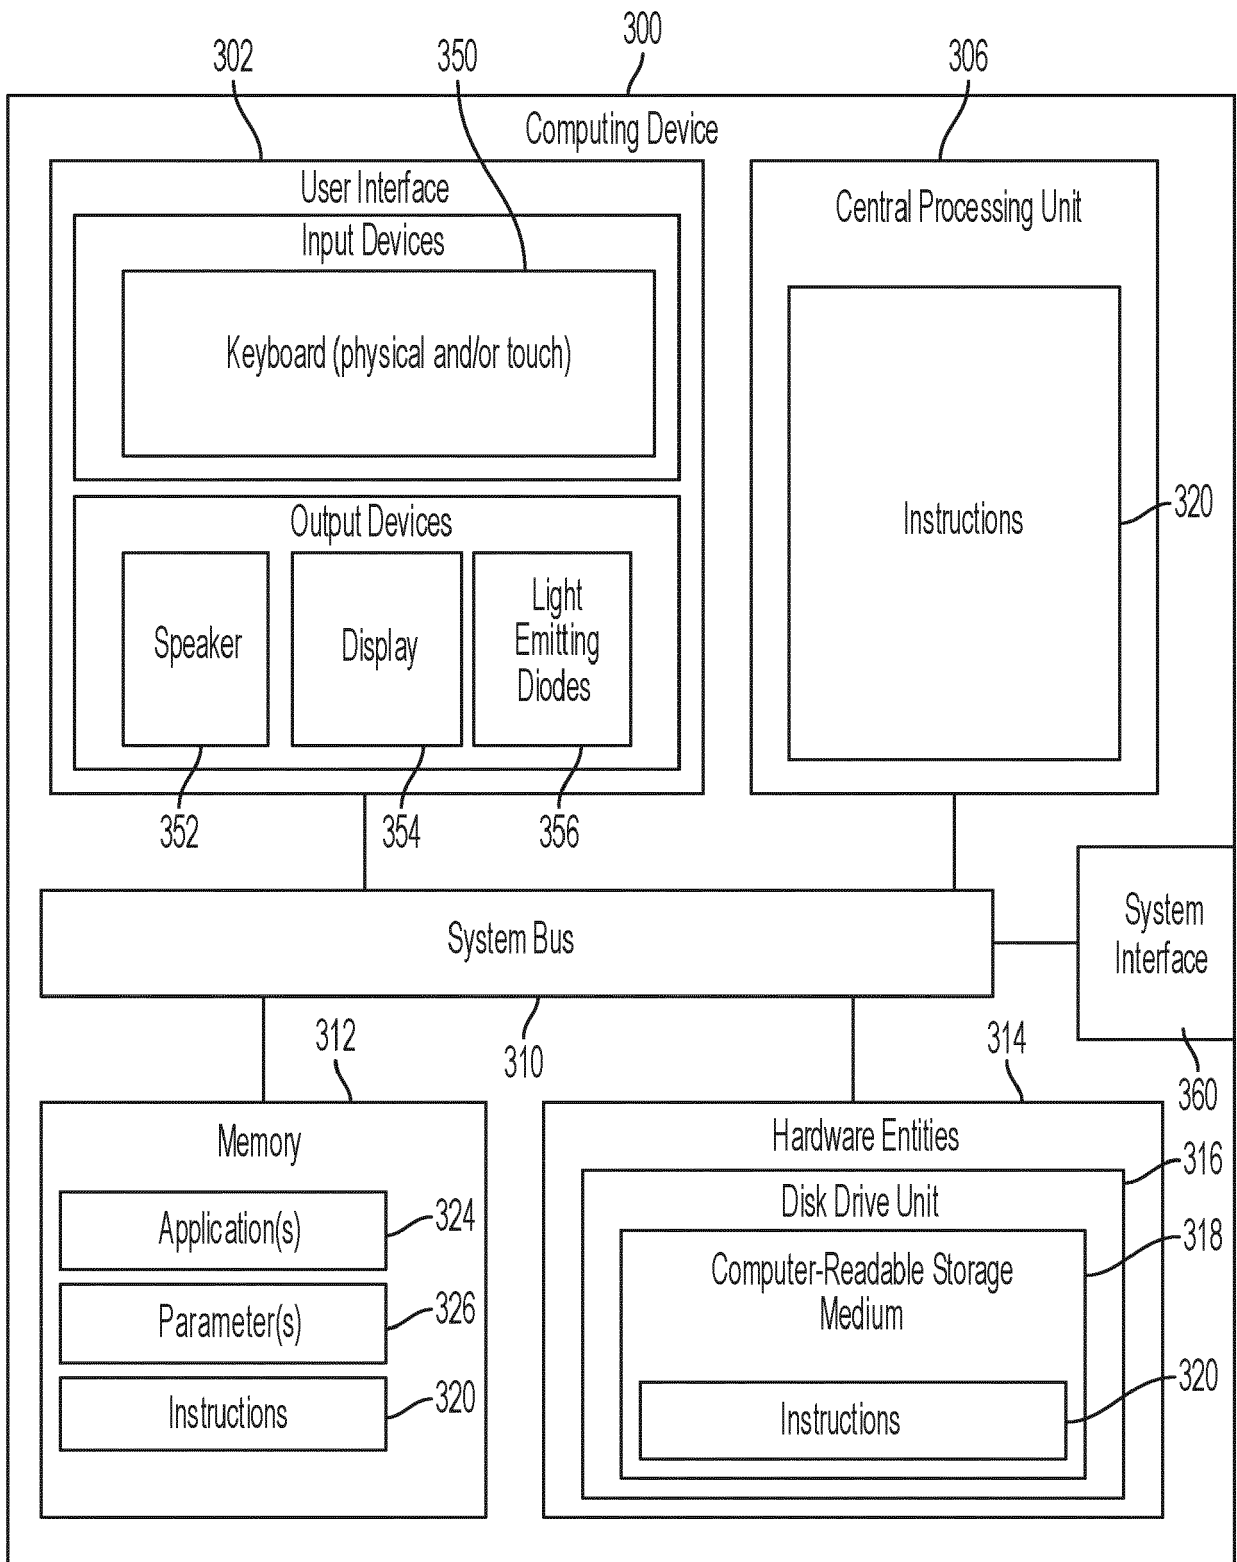 300
302
350
306
Computing Device
User Interface
Input Devices
Keyboard (physical and/or touch)
Output Devices
Speaker
Display
Light
Emitting
Diodes
352
354
356
Central Processing Unit
Instructions
320
System Bus
310
System
Interface
360
312
Memory
Application(s)
324
Parameter(s)
326
Instructions
320
314
Hardware Entities
316
Disk Drive Unit
318
Computer-Readable Storage
Medium
Instructions
320